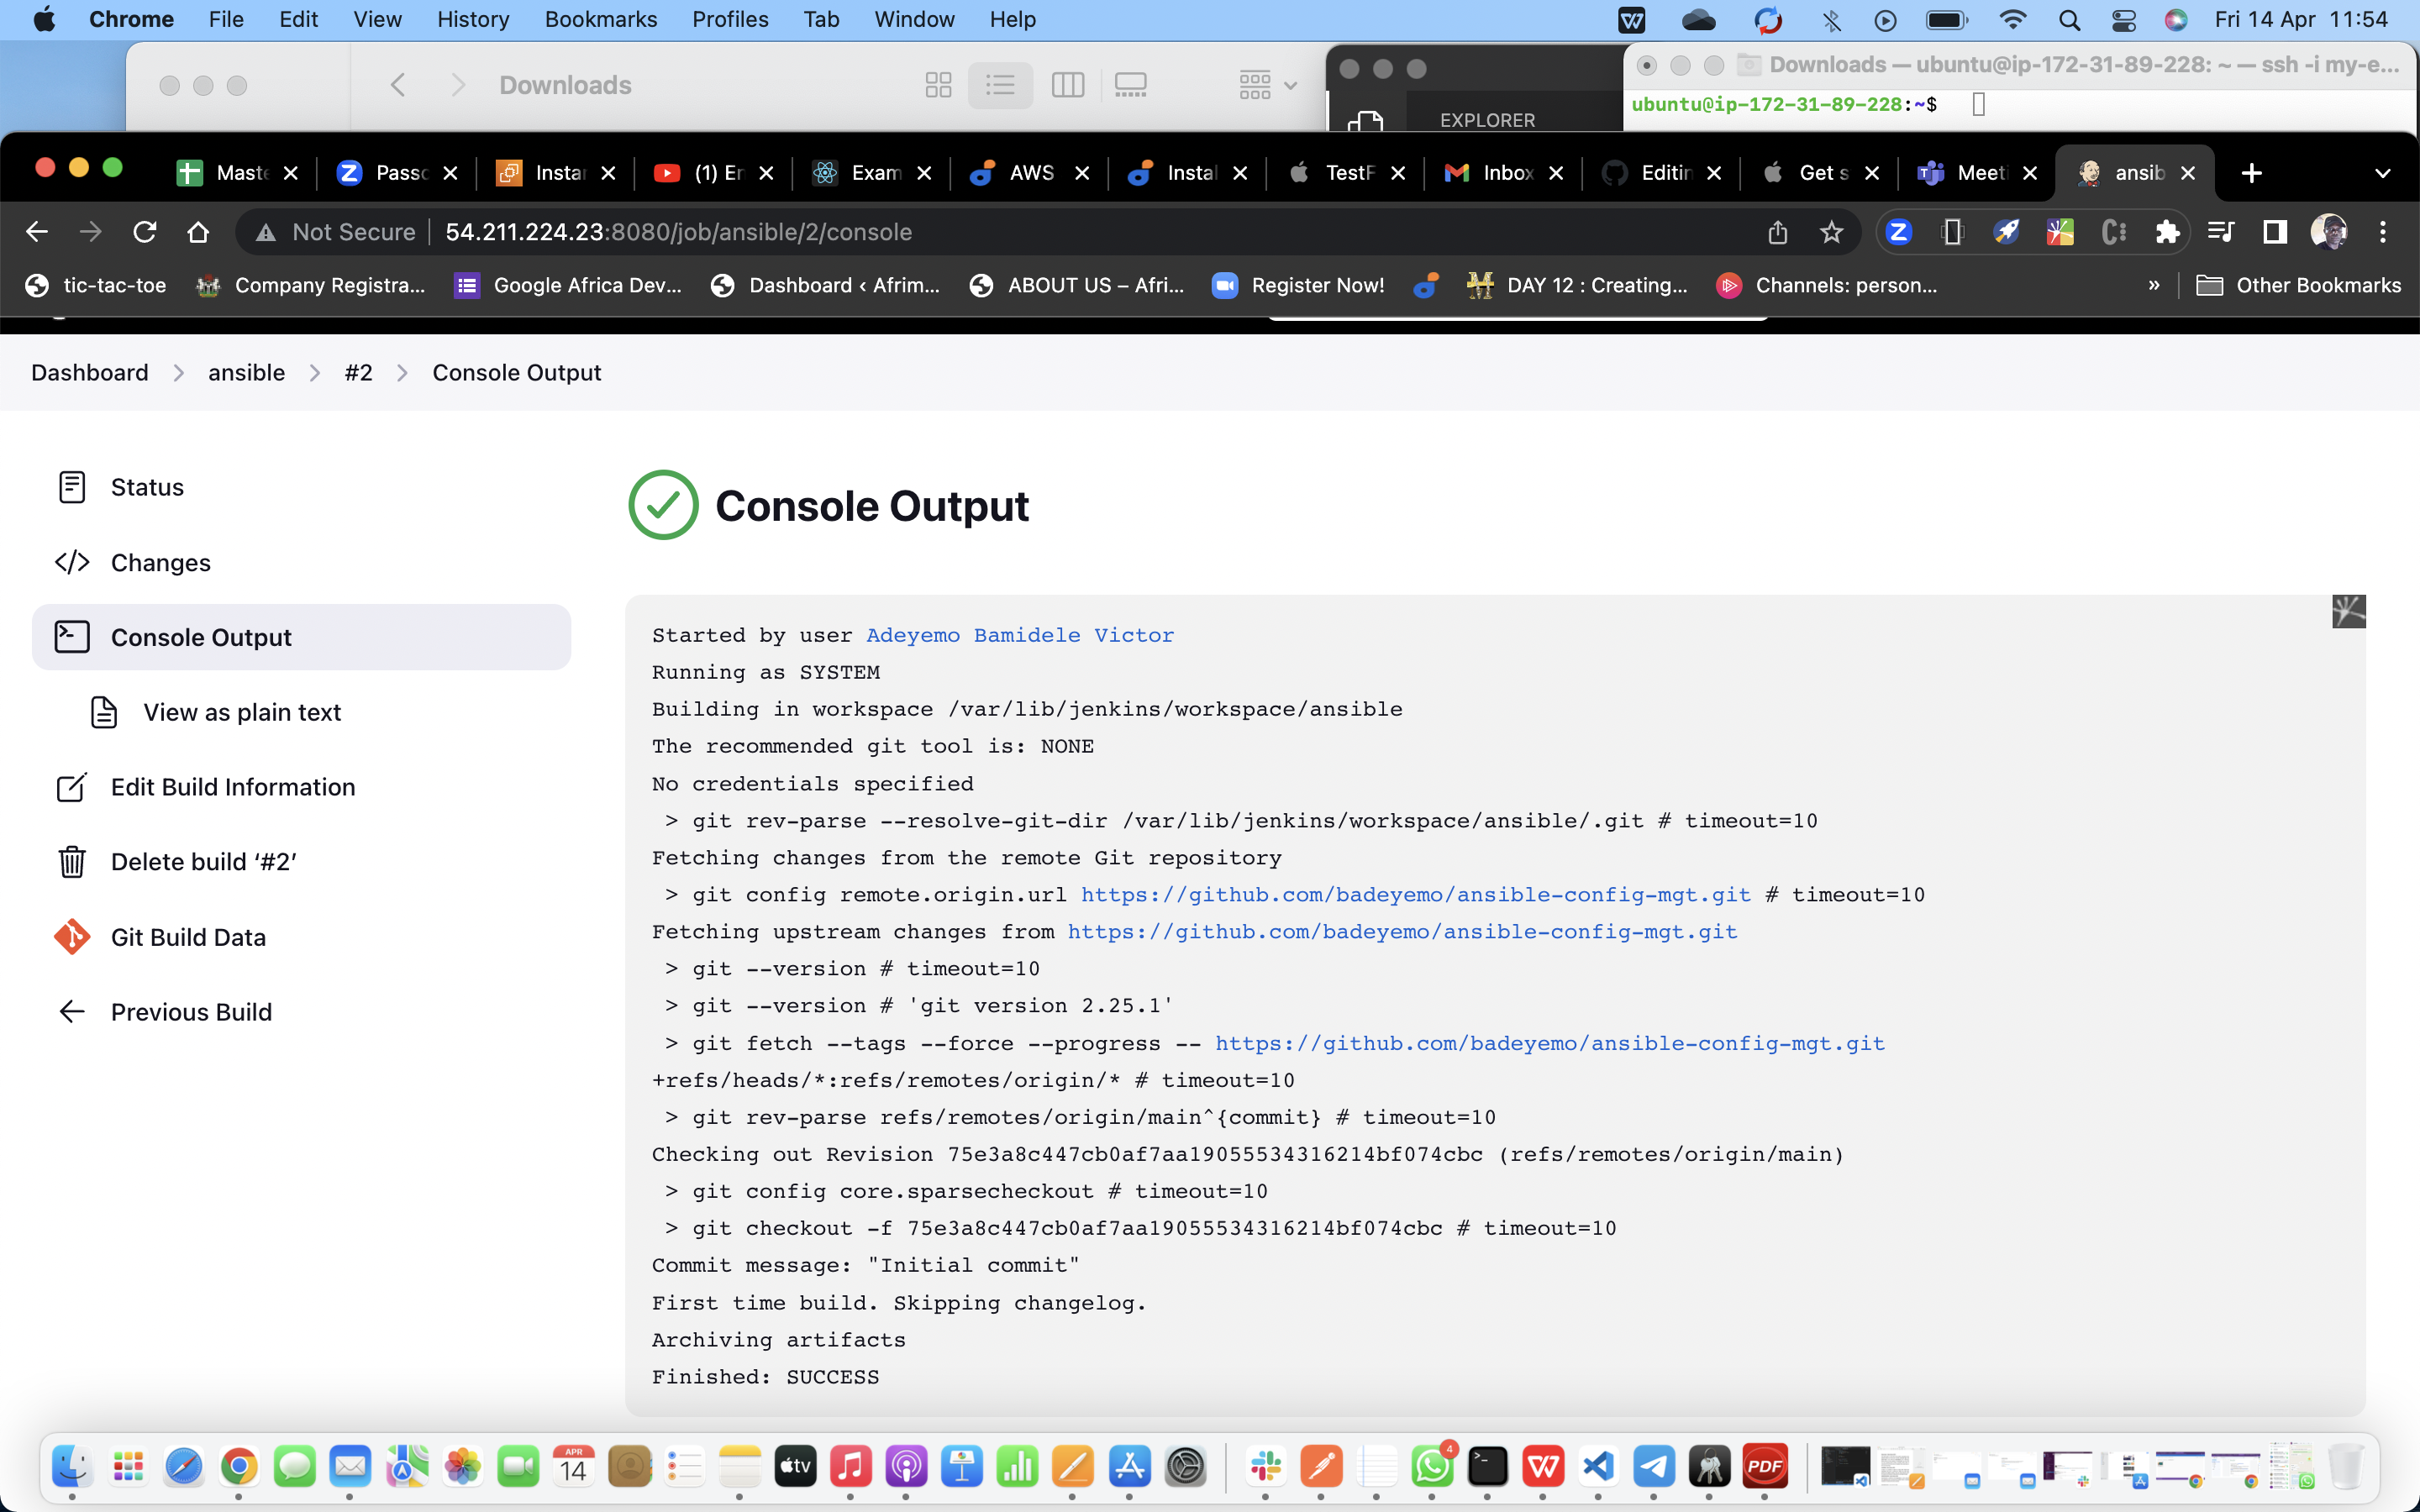 Chrome File Edit View History Bookmarks Profiles Tab Window Help Fri 14 Apr 11:54
Downloads
EXPLORER
Downloads — ubuntu@ip-172-31-89-228: ~ — ssh -i my-e...
ubuntu@ip-172-31-89-228:~$
Maste Passc Instar (1) En Exam AWS Instal TestF Inbox Editin Get s Meeti ansib
Not Secure 54.211.224.23:8080/job/ansible/2/console
tic-tac-toe Company Registra... Google Africa Dev... Dashboard ‹ Afrim... ABOUT US – Afri... Register Now! DAY 12 : Creating... Channels: person... » Other Bookmarks
Dashboard ansible #2 Console Output
Status
Changes
Console Output
View as plain text
Edit Build Information
Delete build ‘#2’
Git Build Data
Previous Build
Console Output
Started by user Adeyemo Bamidele Victor
Running as SYSTEM
Building in workspace /var/lib/jenkins/workspace/ansible
The recommended git tool is: NONE
No credentials specified
> git rev-parse --resolve-git-dir /var/lib/jenkins/workspace/ansible/.git # timeout=10
Fetching changes from the remote Git repository
> git config remote.origin.url https://github.com/badeyemo/ansible-config-mgt.git # timeout=10
Fetching upstream changes from https://github.com/badeyemo/ansible-config-mgt.git
> git --version # timeout=10
> git --version # 'git version 2.25.1'
> git fetch --tags --force --progress -- https://github.com/badeyemo/ansible-config-mgt.git
+refs/heads/*:refs/remotes/origin/* # timeout=10
> git rev-parse refs/remotes/origin/main^{commit} # timeout=10
Checking out Revision 75e3a8c447cb0af7aa19055534316214bf074cbc (refs/remotes/origin/main)
> git config core.sparsecheckout # timeout=10
> git checkout -f 75e3a8c447cb0af7aa19055534316214bf074cbc # timeout=10
Commit message: "Initial commit"
First time build. Skipping changelog.
Archiving artifacts
Finished: SUCCESS
APR
14
tv
4
PDF